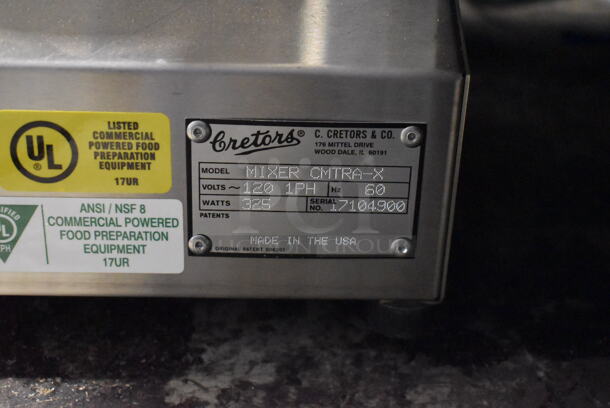 UL
LISTED
COMMERCIAL
POWERED FOOD
PREPARATION
EQUIPMENT
17UR
ANSI / NSF 8
COMMERCIAL POWERED
FOOD PREPARATION
EQUIPMENT
17UR
Cretors® C. CRETORS & CO.
176 MITTEL DRIVE
WOOD DALE, IL 60191
MODEL MIXER CMTRA-X
VOLTS ~ 120 1PH Hz 60
WATTS 325 SERIAL NO. 17104900
PATENTS
MADE IN THE USA
ORIGINAL PATENT